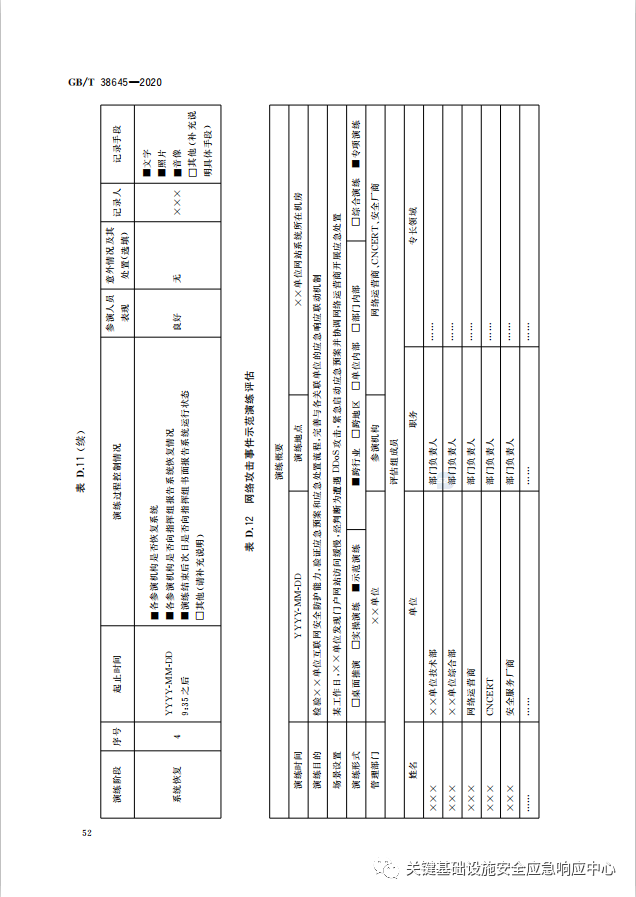 GB/T 38645—2020
表 D.11（续）
演练阶段 序号 起止时间 演练过程控制情况 参演人员表现 意外情况及其处置(选填) 记录人 记录手段
系统恢复 4 YYYY-MM-DD 9:35 之后
■各参演机构是否恢复系统
■各参演机构是否向指挥组报告系统恢复情况
■演练结束后次日是否向指挥组书面报告系统运行状态
□其他(请补充说明)
良好 无 ×××
■文字
■照片
■音像
□其他(补充说明具体手段)
表 D.12 网络攻击事件示范演练评估
演练概要
演练时间 YYYY-MM-DD 演练地点 ××单位网站系统所在机房
演练目的 检验××单位互联网安全防护能力,验证应急预案和应急处置流程,完善与各关联单位的应急响应联动机制
场景设置 某工作日,××单位发现门户网站访问缓慢,经判断为遭遇 DDoS 攻击,紧急启动应急预案并协调网络运营商开展应急处置
演练形式 □桌面推演 □实操演练 ■示范演练 ■跨行业 □跨地区 □单位内部 □部门内部 □综合演练 ■专项演练
管理部门 ××单位 参演机构 网络运营商、CNCERT、安全厂商
评估组成员
姓名 单位 职务 专长领域
××× ××单位技术部 部门负责人 ……
××× ××单位综合部 部门负责人 ……
××× 网络运营商 部门负责人 ……
××× CNCERT 部门负责人 ……
××× 安全服务厂商 部门负责人 ……
…… …… …… ……
52
关键基础设施安全应急响应中心